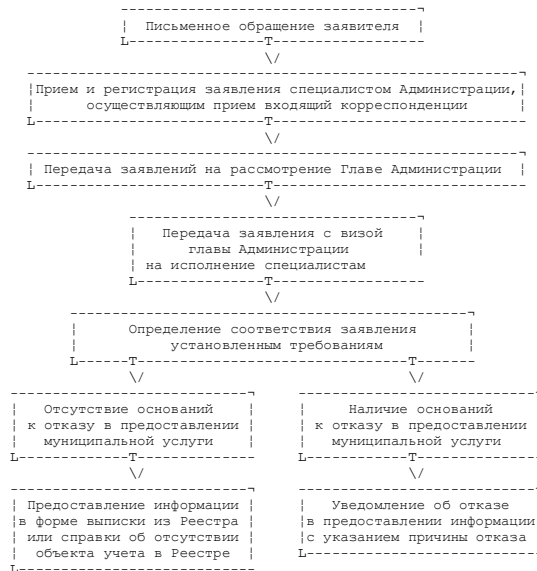 Письменное обращение заявителя
Прием и регистрация заявления специалистом Администрации,
осуществляющим прием входящий корреспонденции
Передача заявлений на рассмотрение Главе Администрации
Передача заявления с визой
главы Администрации
на исполнение специалистам
Определение соответствия заявления
установленным требованиям
Отсутствие оснований
к отказу в предоставлении
муниципальной услуги
Наличие оснований
к отказу в предоставлении
муниципальной услуги
Предоставление информации
в форме выписки из Реестра
или справки об отсутствии
объекта учета в Реестре
Уведомление об отказе
в предоставлении информации
с указанием причины отказа